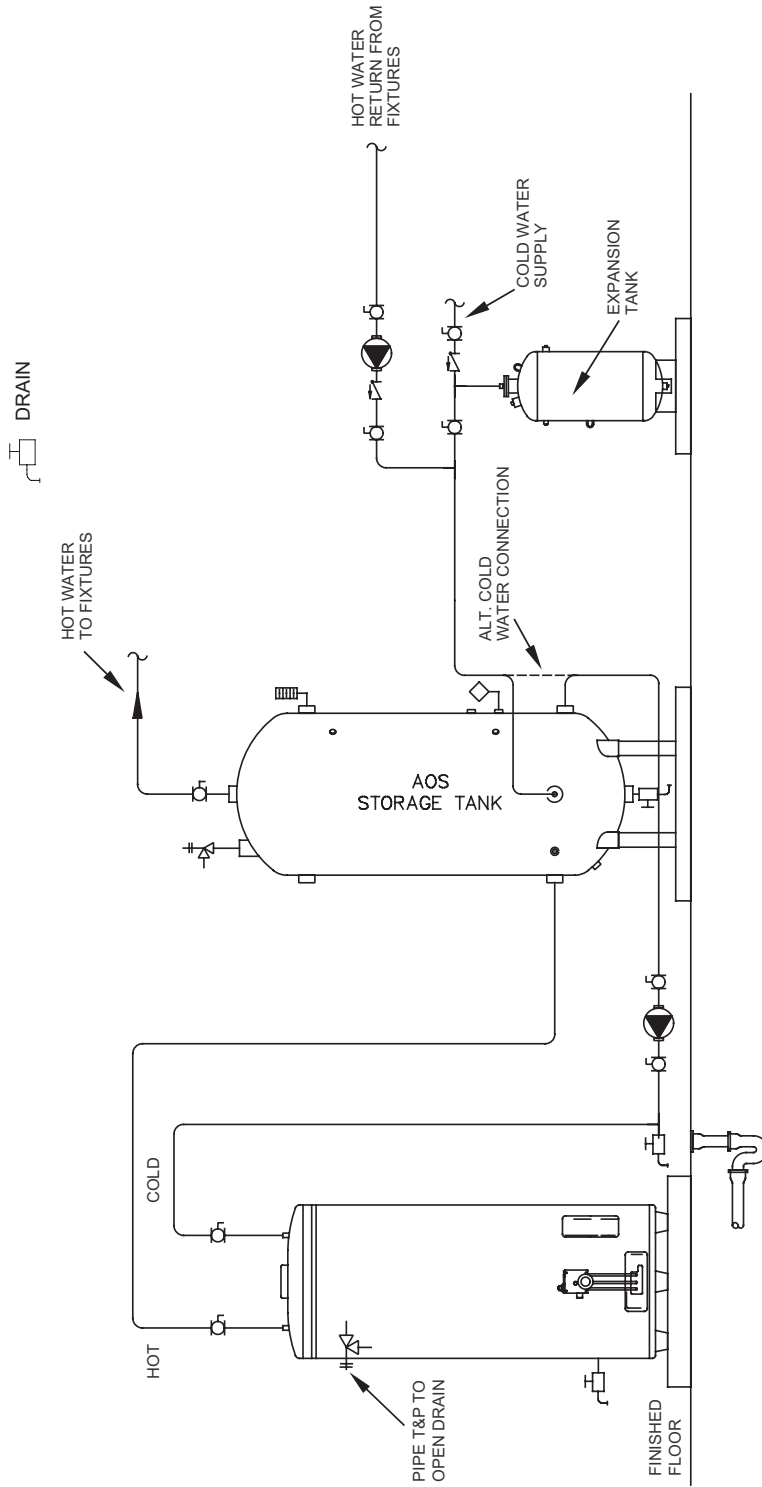 DRAIN
HOT WATER
TO FIXTURES
HOT WATER
RETURN FROM
FIXTURES
COLD WATER
SUPPLY
EXPANSION
TANK
ALT. COLD
WATER CONNECTION
AOS
STORAGE TANK
COLD
HOT
PIPE T&P TO
OPEN DRAIN
FINISHED
FLOOR